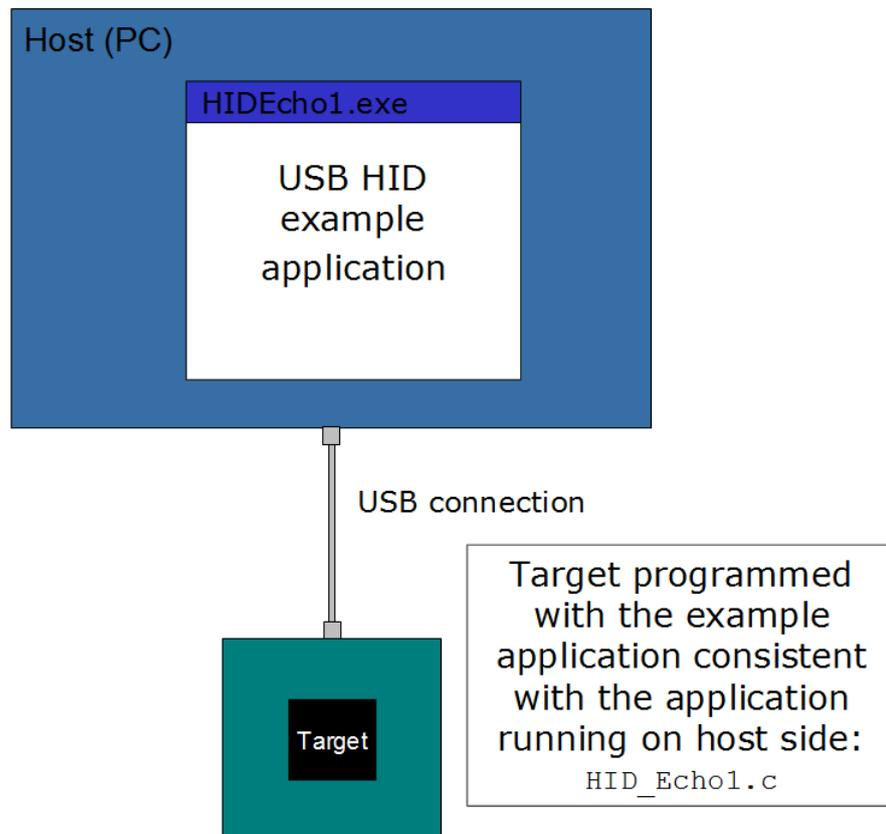 Host (PC)
HIDEcho1.exe
USB HID
example
application
USB connection
Target programmed
with the example
application consistent
with the application
running on host side:
HID_Echo1.c
Target